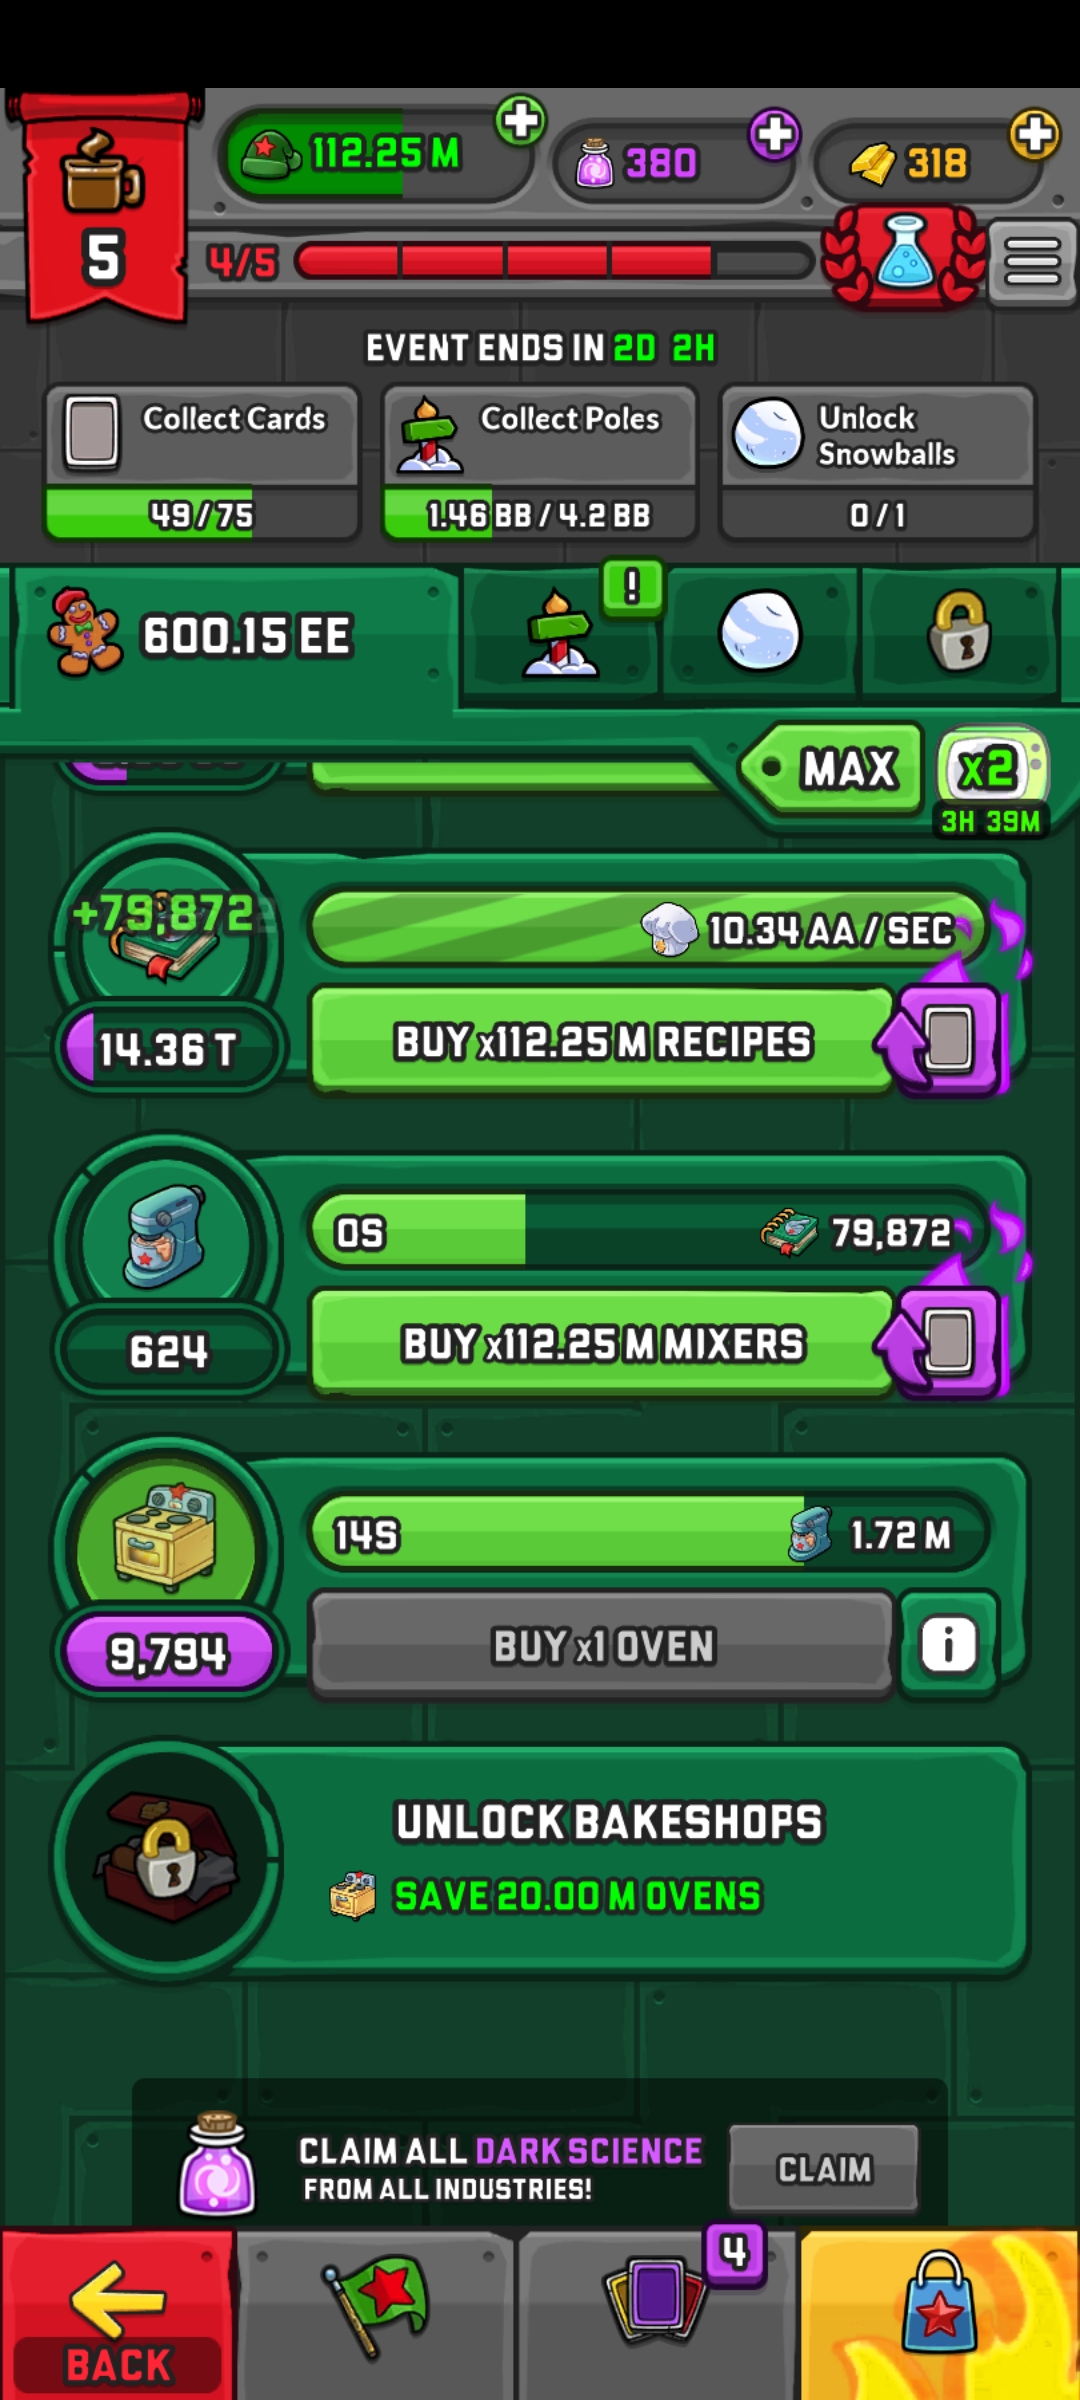 112.25 M
380
318
5
4/5
EVENT ENDS IN 2D 2H
Collect Cards
49/75
Collect Poles
1.46 BB / 4.2 BB
Unlock
Snowballs
0/1
600.15 EE
!
MAX
x2
3H 39M
+79,872
10.34 AA / SEC
14.36 T
BUY x112.25 M RECIPES
0S
79,872
624
BUY x112.25 M MIXERS
14S
1.72 M
9,794
BUY x1 OVEN
i
UNLOCK BAKESHOPS
SAVE 20.00 M OVENS
CLAIM ALL DARK SCIENCE
FROM ALL INDUSTRIES!
CLAIM
4
BACK